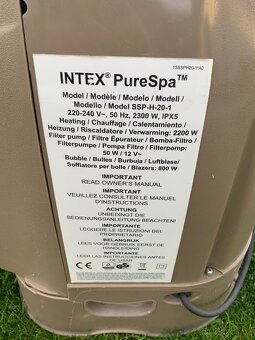 15SSPH20-1*A0
INTEX® PureSpa™
Model / Modèle / Modelo / Modell /
Modello / Model SSP-H-20-1
220-240 V~, 50 Hz, 2300 W, IPX5
Heating / Chauffage / Calentamiento /
Heizung / Riscaldatore / Verwarming: 2200 W
Filter pump / Filtre Épurateur / Bomba-Filtro /
Filterpumpe / Pompa Filtro / Filterpomp:
50 W / 12 V~
Bubble / Bulles / Burbuja / Luftblase/
Soffiatore per bolle / Blazers: 800 W
IMPORTANT
READ OWNER'S MANUAL
IMPORTANT
VEUILLEZ CONSULTER LE MANUEL
D'INSTRUCTIONS
ACHTUNG
UNBEDINGT DIE
BEDIENUNGSANLEITUNG BEACHTEN!
IMPORTANTE
LEGGERE LE ISTRUZIONI DEL
PROPRIETARIO
BELANGRIJK
LEES VOOR GEBRUIK EERST DE
HANDLEIDING
IMPORTANTE
LEER INSTRUCCIONES ANTES
DE USAR